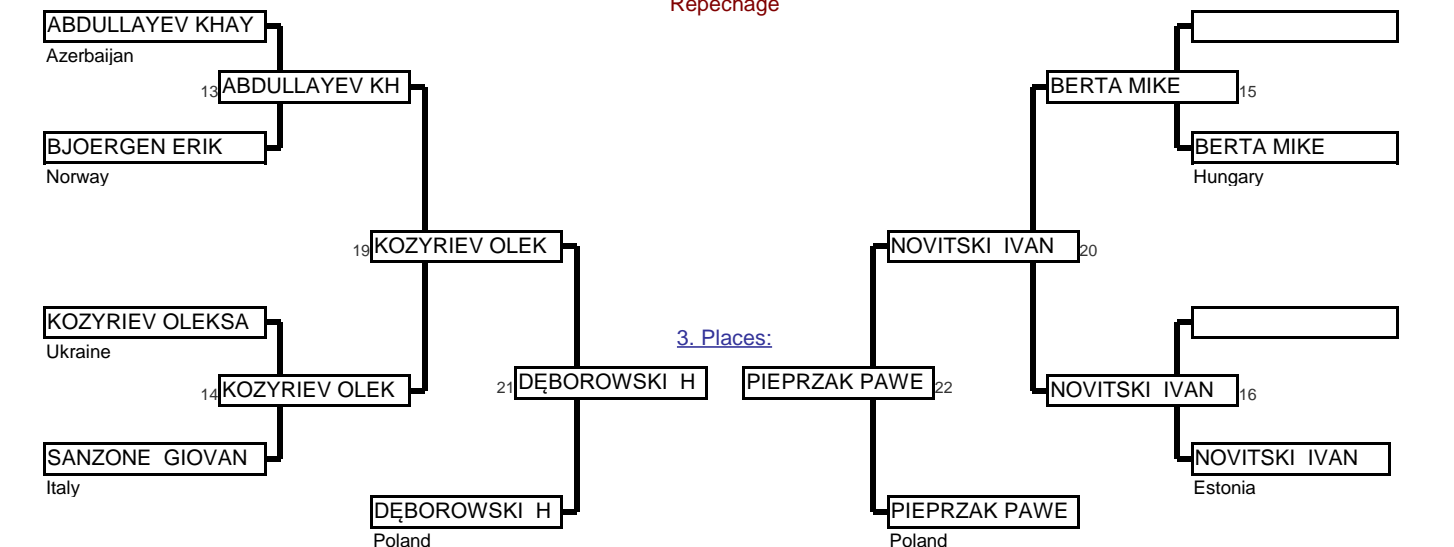 Repechage
ABDULLAYEV KHAY
Azerbaijan
13 ABDULLAYEV KH
BERTA MIKE 15
BJOERGEN ERIK
Norway
BERTA MIKE
Hungary
19 KOZYRIEV OLEK
NOVITSKI IVAN 20
KOZYRIEV OLEKSA
Ukraine
3. Places:
14 KOZYRIEV OLEK
21 DĘBOROWSKI H
PIEPRZAK PAWE 22
NOVITSKI IVAN 16
SANZONE GIOVAN
Italy
NOVITSKI IVAN
Estonia
DĘBOROWSKI H
Poland
PIEPRZAK PAWE
Poland